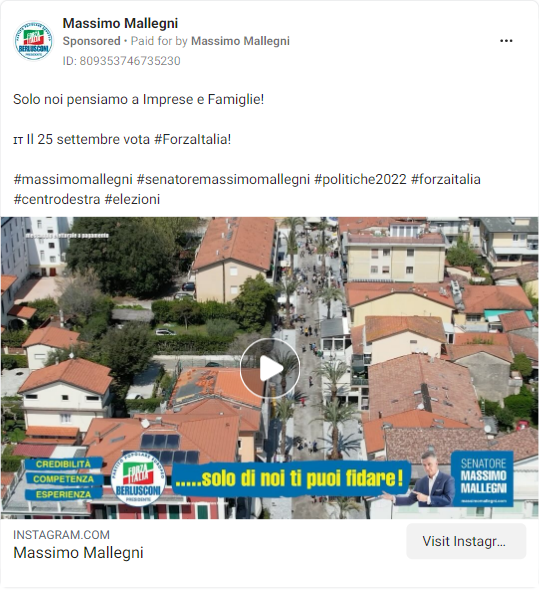 Massimo Mallegni
Sponsored • Paid for by Massimo Mallegni
ID: 809353746735230
Solo noi pensiamo a Imprese e Famiglie!
IT Il 25 settembre vota #ForzaItalia!
#massimomallegni #senatoremassimomallegni #politiche2022 #forzaitalia
#centrodestra #elezioni
CREDIBILITÀ
COMPETENZA
ESPERIENZA
FORZA
ITALIA
BERLUSCONI
PRESIDENTE
.....solo di noi ti puoi fidare!
SENATORE
MASSIMO
MALLEGNI
INSTAGRAM.COM
Massimo Mallegni
Visit Instagr...